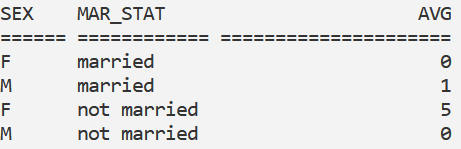 SEX    MAR_STAT                       AVG
====== ============ =====================
F      married                          0
M      married                          1
F      not married                      5
M      not married                      0